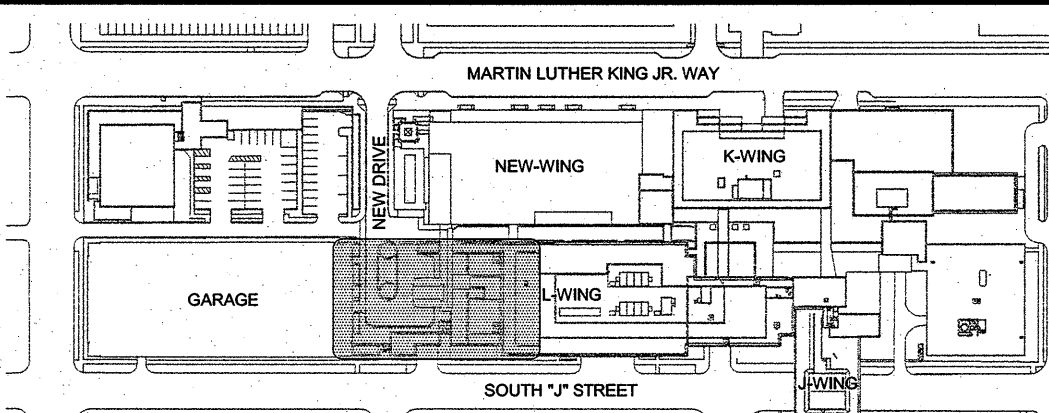 MARTIN LUTHER KING JR. WAY
NEW DRIVE
NEW-WING
K-WING
GARAGE
L-WING
J-WING
SOUTH "J" STREET